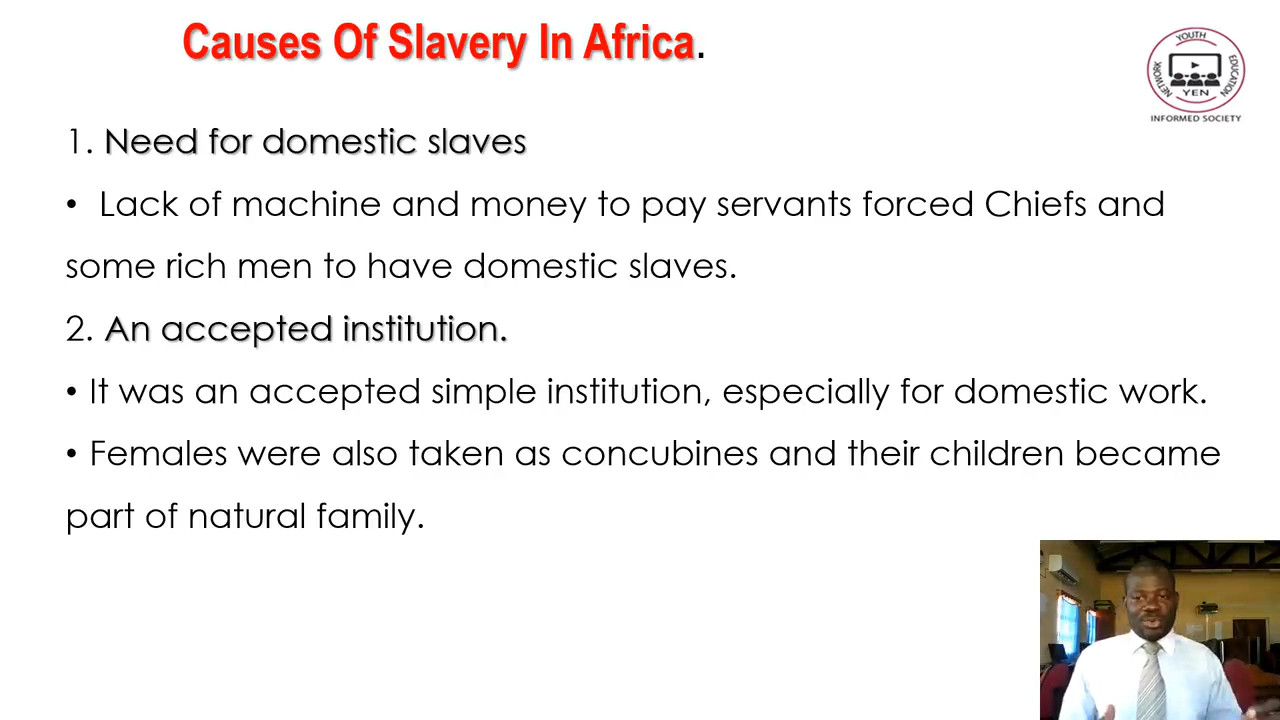 Causes Of Slavery In Africa.
YOUTH
EDUCATION
NETWORK
YEN
INFORMED SOCIETY
1. Need for domestic slaves
• Lack of machine and money to pay servants forced Chiefs and
some rich men to have domestic slaves.
2. An accepted institution.
• It was an accepted simple institution, especially for domestic work.
• Females were also taken as concubines and their children became
part of natural family.